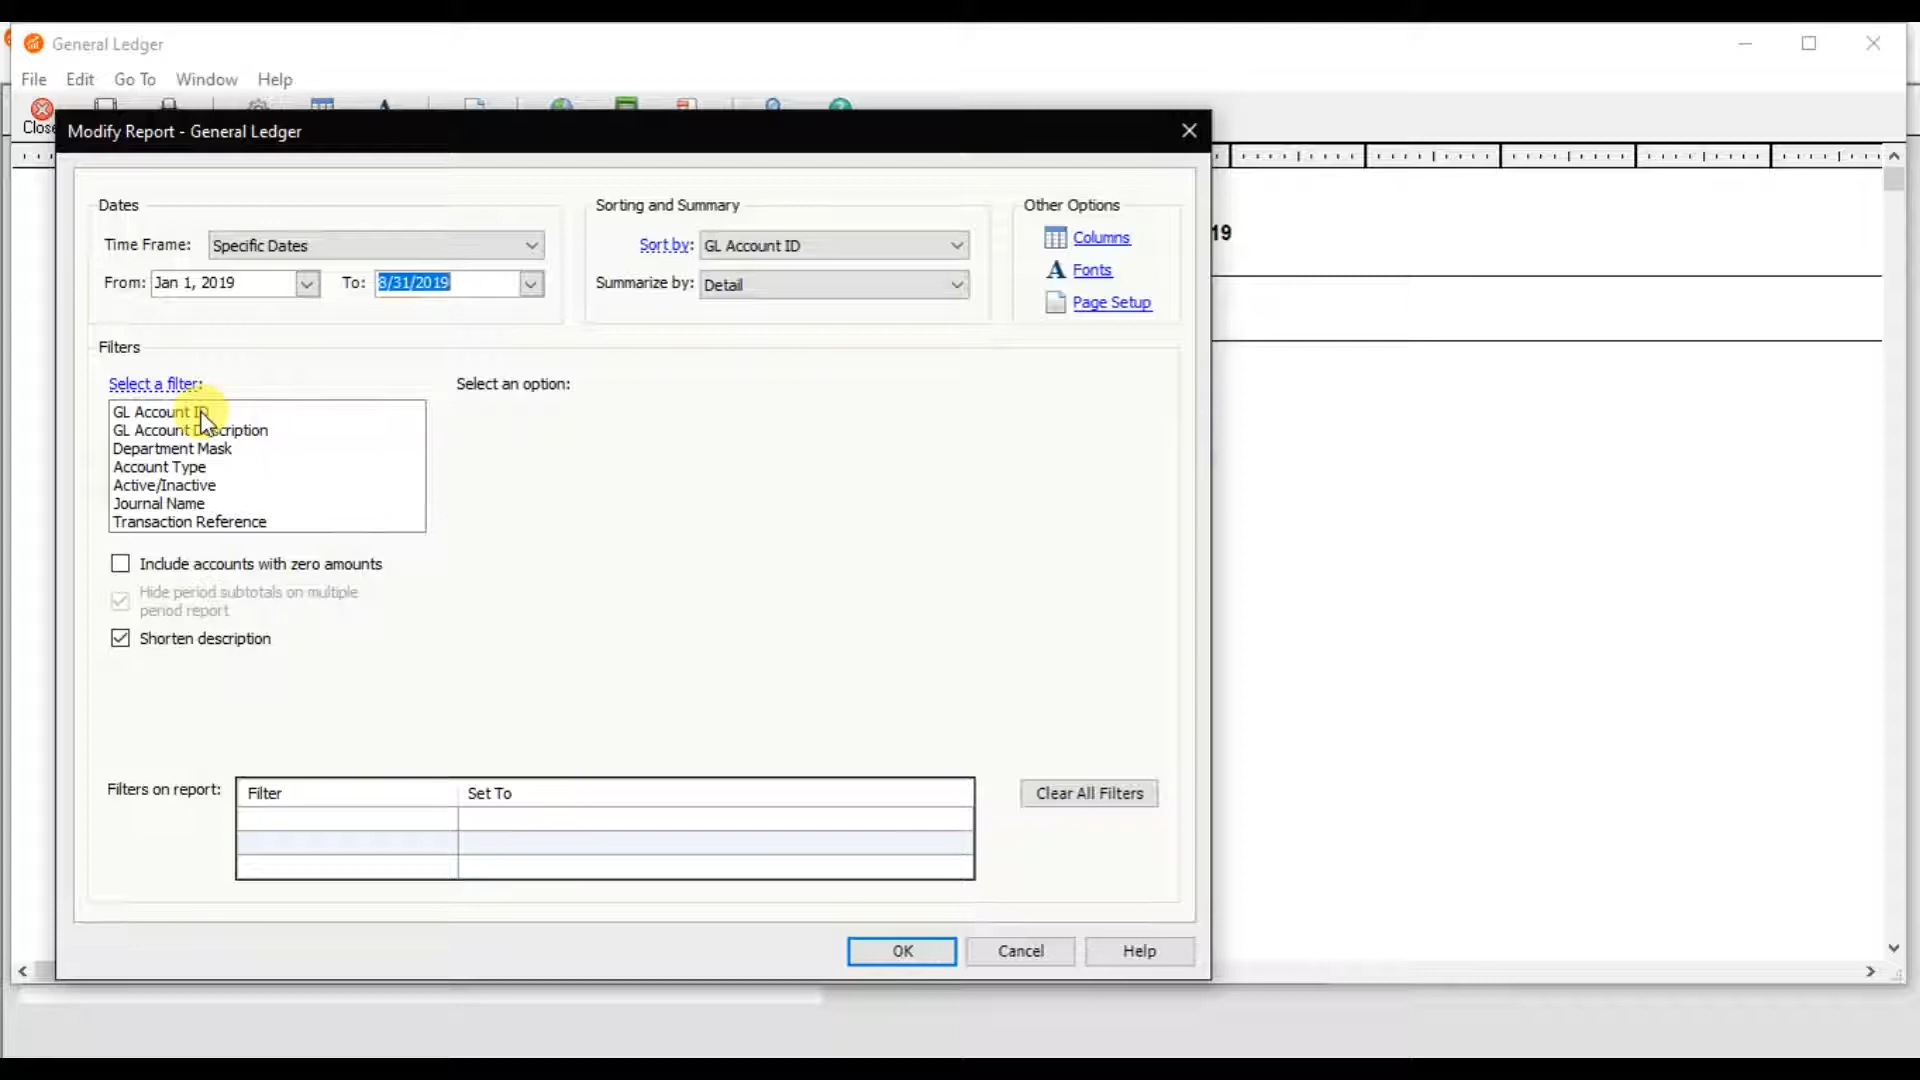 General Ledger
File Edit Go To Window Help
Close
Modify Report - General Ledger
19
Dates
Time Frame: Specific Dates
From: Jan 1, 2019 To: 8/31/2019
Sorting and Summary
Sort by: GL Account ID
Summarize by: Detail
Other Options
Columns
Fonts
Page Setup
Filters
Select a filter:
Select an option:
GL Account ID
GL Account Description
Department Mask
Account Type
Active/Inactive
Journal Name
Transaction Reference
Include accounts with zero amounts
Hide period subtotals on multiple
period report
Shorten description
Filters on report:
Filter Set To
Clear All Filters
OK Cancel Help